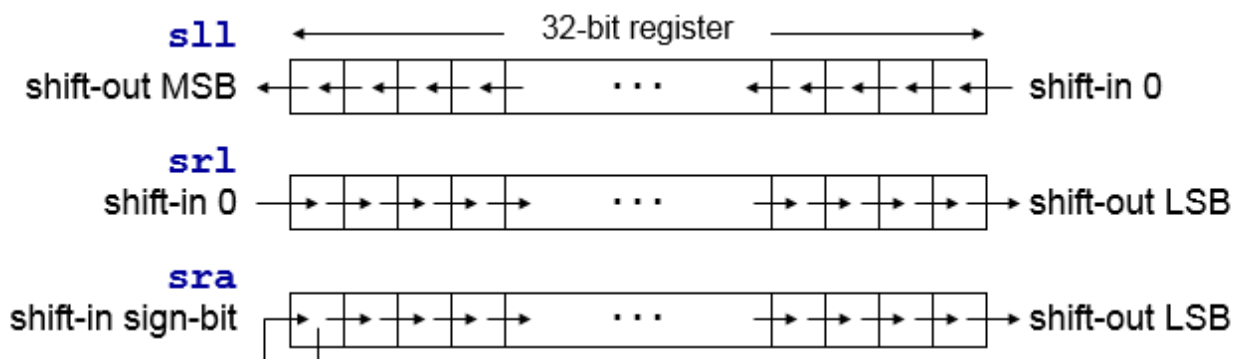 sll
32-bit register
shift-out MSB
...
shift-in 0
srl
shift-in 0
...
shift-out LSB
sra
shift-in sign-bit
...
shift-out LSB